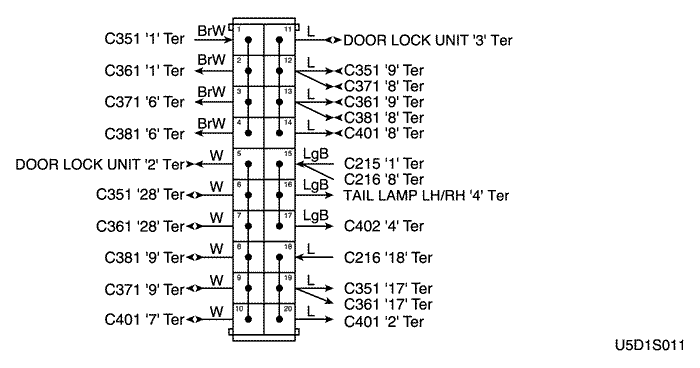 C351 '1' Ter BrW 1 11 L DOOR LOCK UNIT '3' Ter
C361 '1' Ter BrW 2 12 L C351 '9' Ter
C371 '8' Ter
C371 '6' Ter BrW 3 13 L C361 '9' Ter
C381 '8' Ter
C381 '6' Ter BrW 4 14 L C401 '8' Ter
DOOR LOCK UNIT '2' Ter W 5 15 LgB C215 '1' Ter
C216 '8' Ter
C351 '28' Ter W 6 16 LgB TAIL LAMP LH/RH '4' Ter
C361 '28' Ter W 7 17 LgB C402 '4' Ter
C381 '9' Ter W 8 18 L C216 '18' Ter
C371 '9' Ter W 9 19 L C351 '17' Ter
C361 '17' Ter
C401 '7' Ter W 10 20 L C401 '2' Ter
U5D1S011